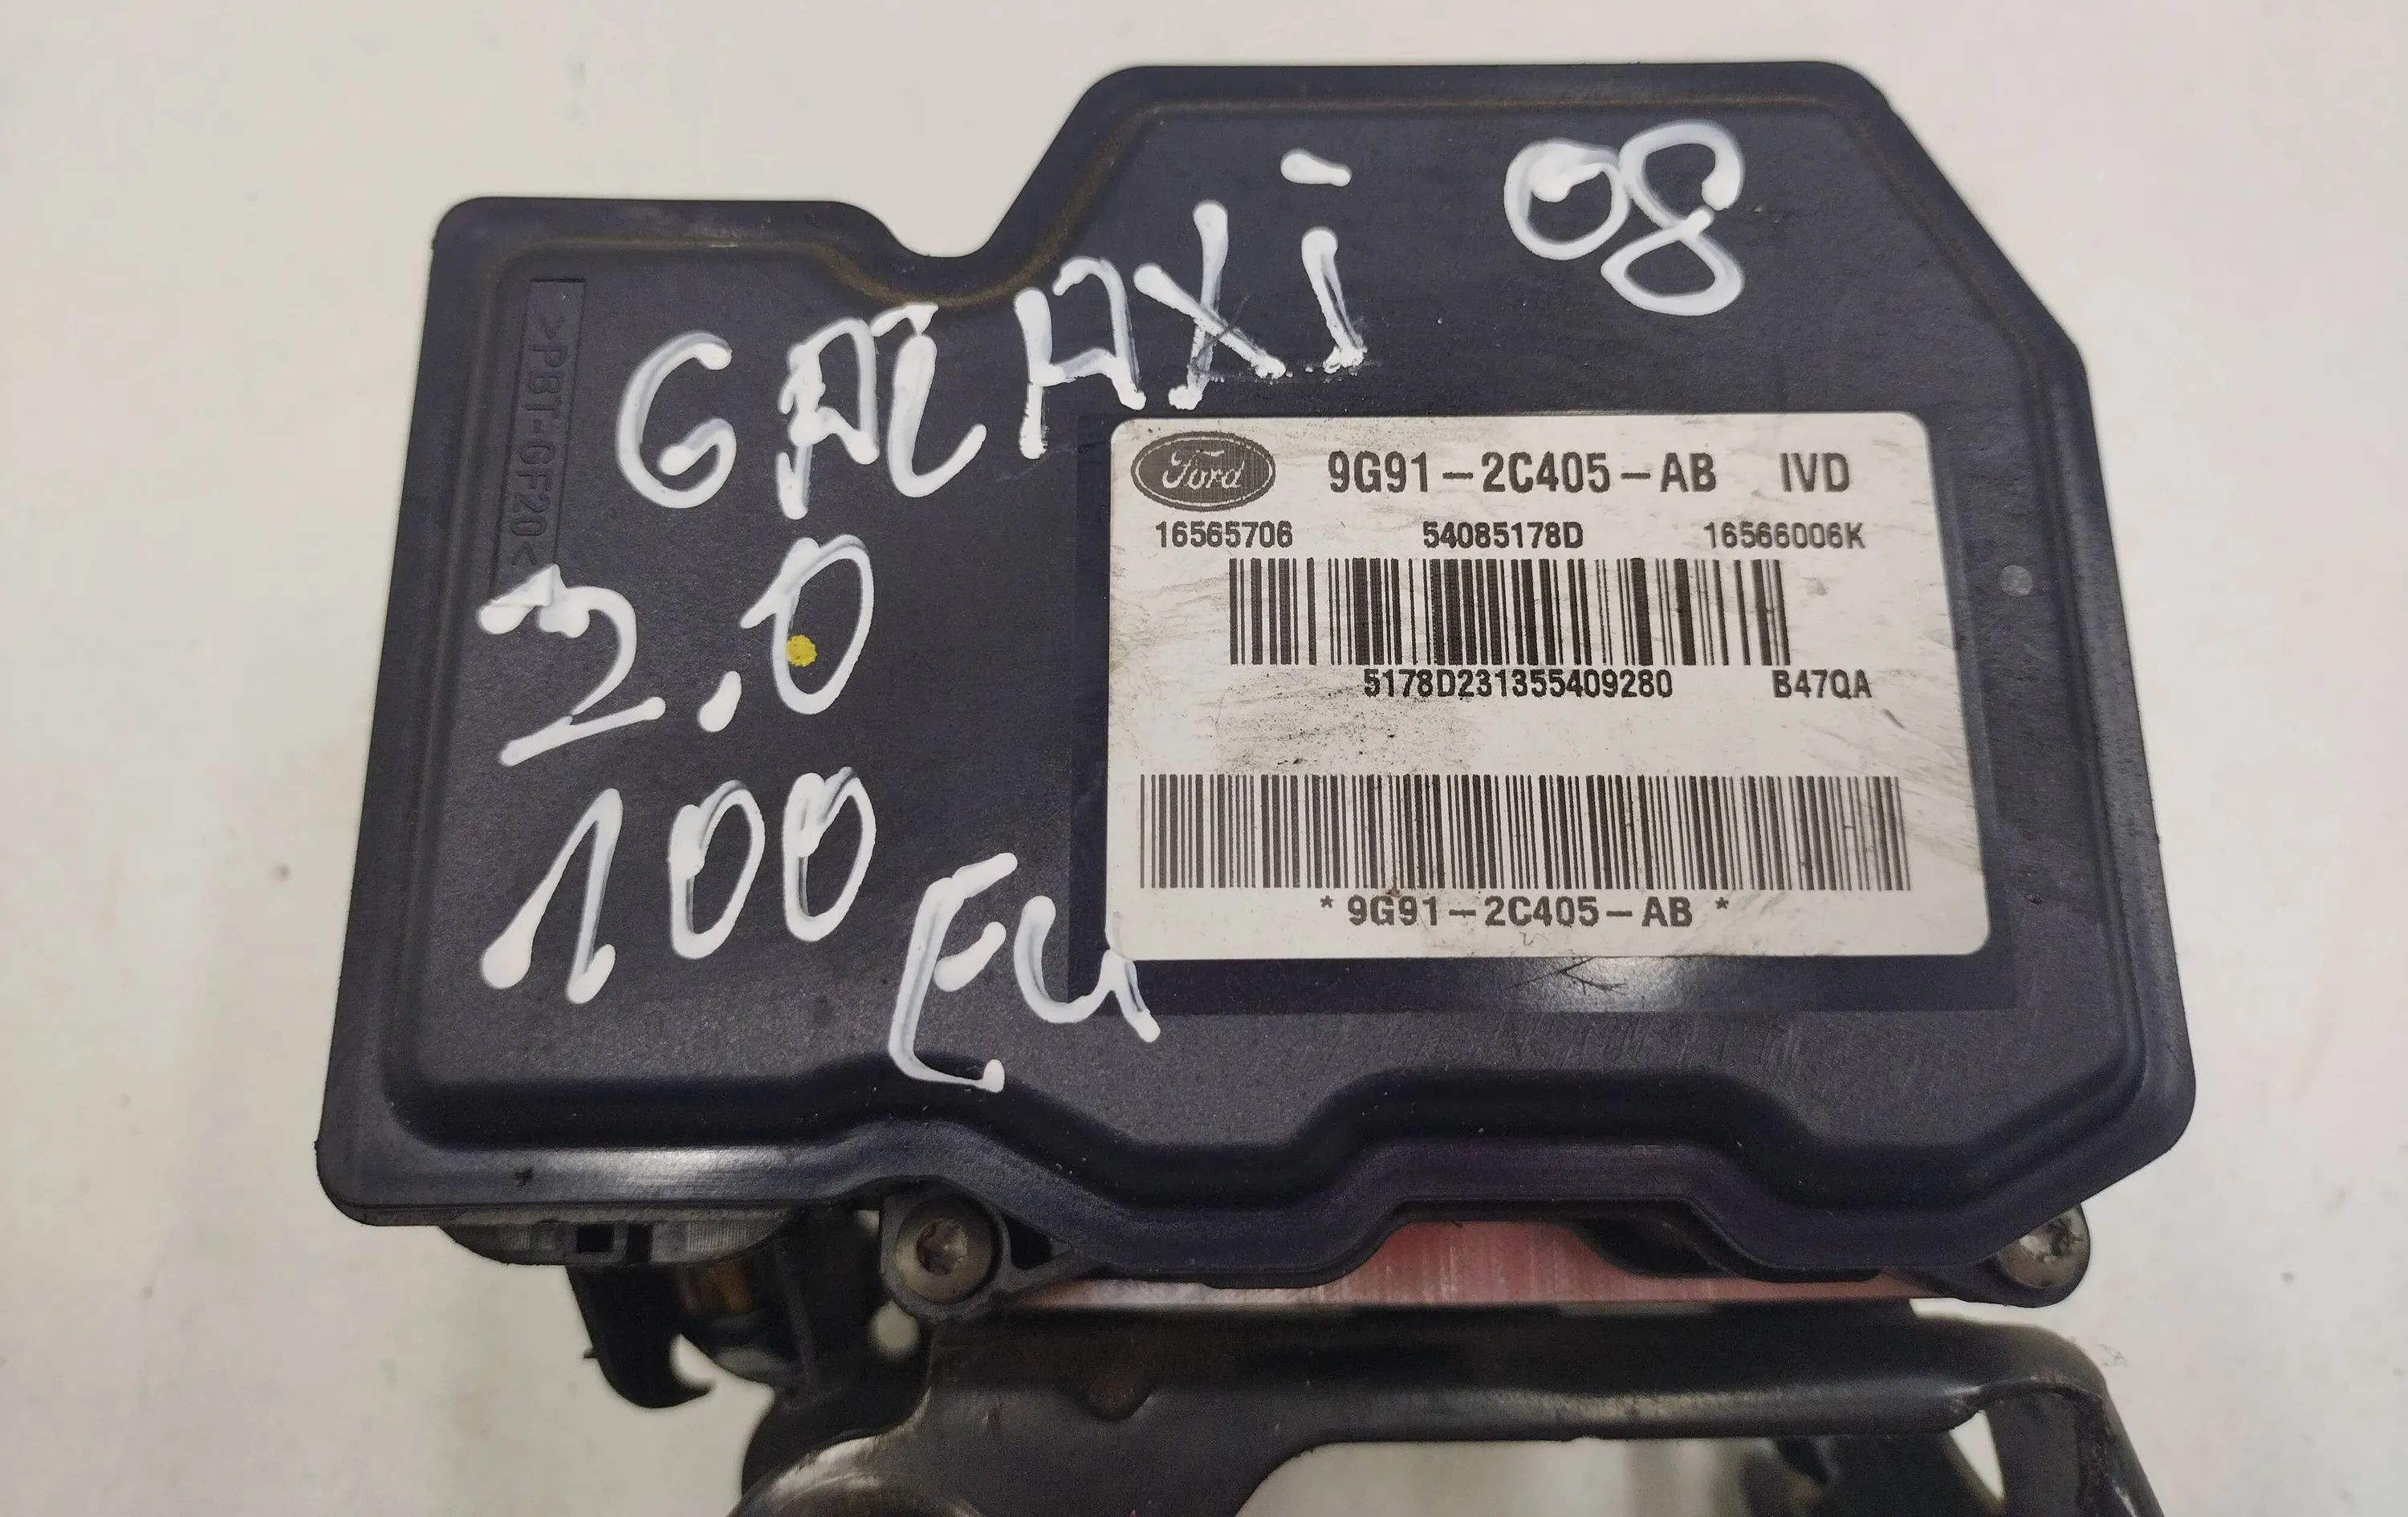 GALAXi 08
>PBT-GF20<
2.0
100 EU
Ford 9G91-2C405-AB IVD
16565706 54085178D 16566006K
5178D231355409280 B47QA
* 9G91-2C405-AB *